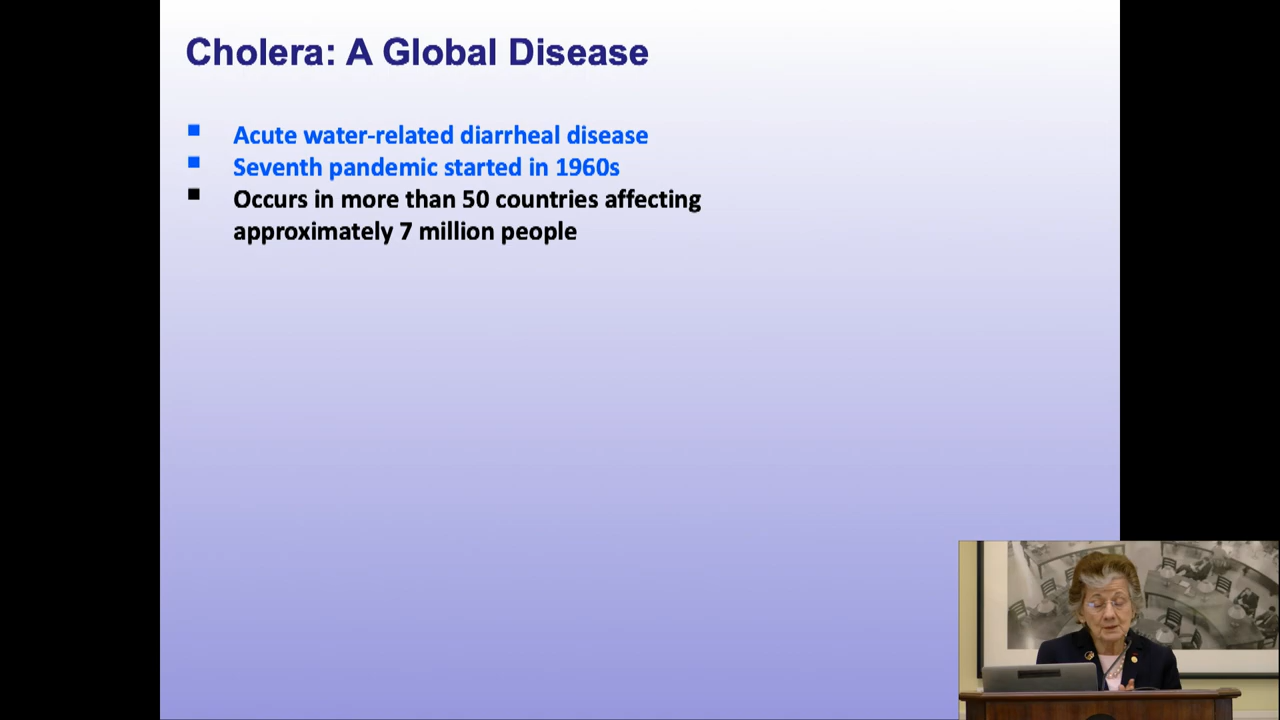 Cholera: A Global Disease
Acute water-related diarrheal disease
Seventh pandemic started in 1960s
Occurs in more than 50 countries affecting
approximately 7 million people